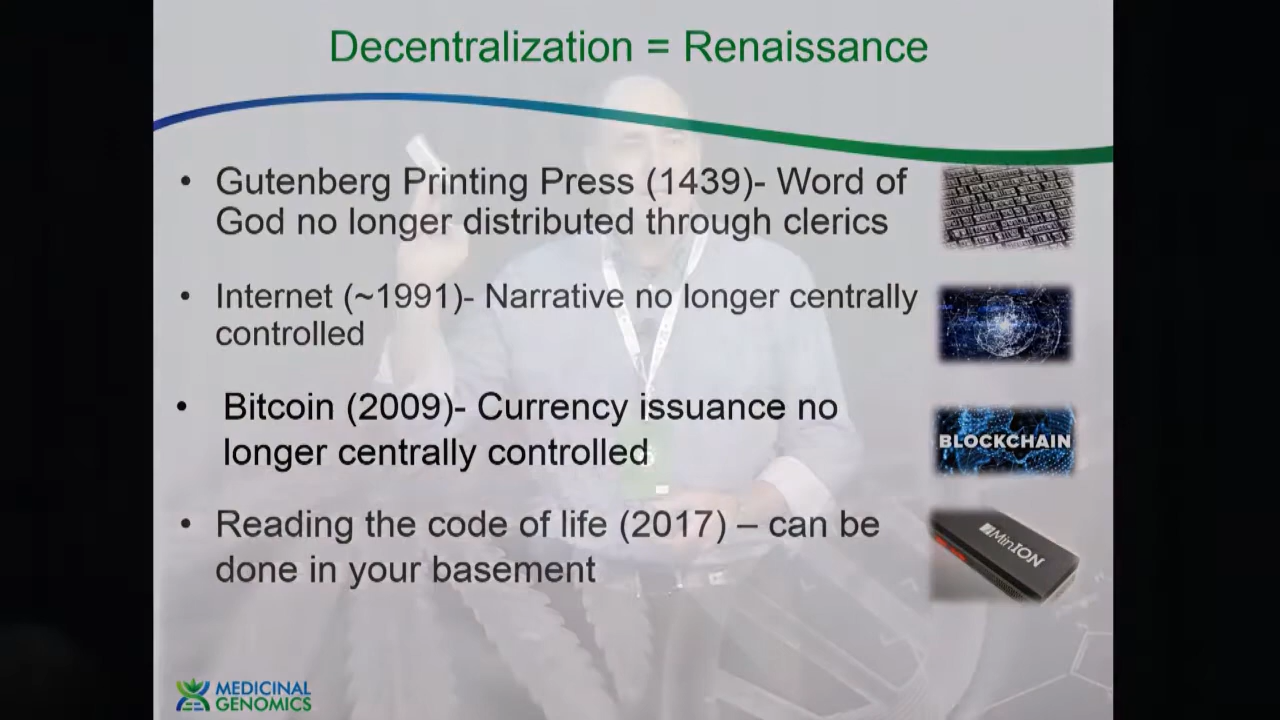 Decentralization = Renaissance
• Gutenberg Printing Press (1439)- Word of
God no longer distributed through clerics
• Internet (~1991)- Narrative no longer centrally
controlled
• Bitcoin (2009)- Currency issuance no
longer centrally controlled
BLOCKCHAIN
• Reading the code of life (2017) – can be
done in your basement
MinION
MEDICINAL
GENOMICS